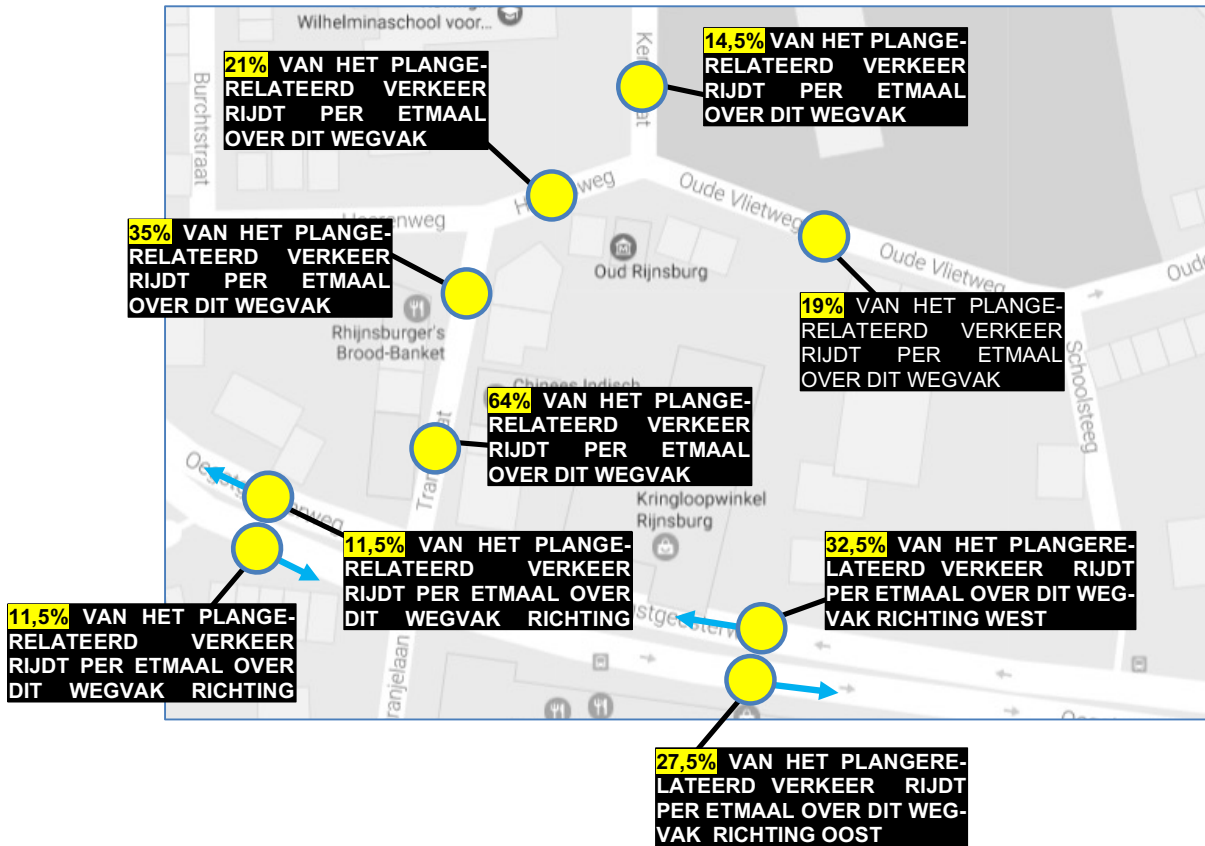 Wilhelminaschool voor...
14,5% VAN HET PLANGE-
RELATEERD VERKEER
RIJDT PER ETMAAL
OVER DIT WEGVAK
21% VAN HET PLANGE-
RELATEERD VERKEER
RIJDT PER ETMAAL
OVER DIT WEGVAK
Burchtstraat
Oude Vlietweg
35% VAN HET PLANGE-
RELATEERD VERKEER
RIJDT PER ETMAAL
OVER DIT WEGVAK
Oud Rijnsburg
Oude Vlietweg
Oude
19% VAN HET PLANGE-
RELATEERD VERKEER
RIJDT PER ETMAAL
OVER DIT WEGVAK
Rhijnsburger's
Brood-Banket
Schoolsteeg
Chinees Indisch
64% VAN HET PLANGE-
RELATEERD VERKEER
RIJDT PER ETMAAL
OVER DIT WEGVAK
Kringloopwinkel
Rijnsburg
11,5% VAN HET PLANGE-
RELATEERD VERKEER
RIJDT PER ETMAAL OVER
DIT WEGVAK RICHTING
32,5% VAN HET PLANGERE-
LATEERD VERKEER RIJDT
PER ETMAAL OVER DIT WEG-
VAK RICHTING WEST
11,5% VAN HET PLANGE-
RELATEERD VERKEER
RIJDT PER ETMAAL OVER
DIT WEGVAK RICHTING
ranjelaan
27,5% VAN HET PLANGERE-
LATEERD VERKEER RIJDT
PER ETMAAL OVER DIT WEG-
VAK RICHTING OOST